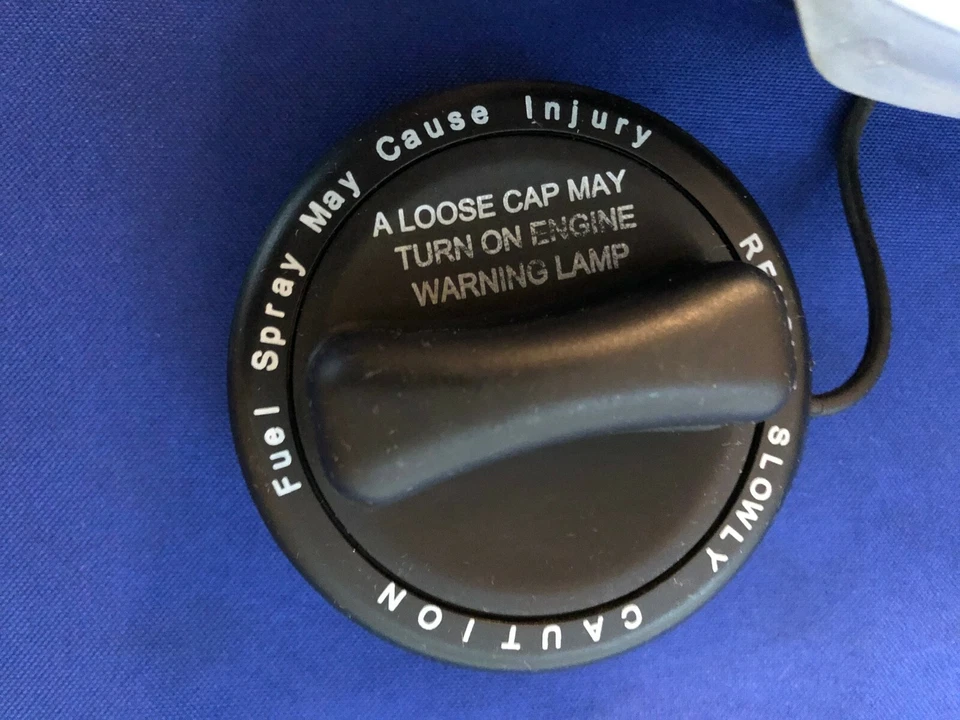 A LOOSE CAP MAY
TURN ON ENGINE
WARNING LAMP
Fuel Spray May Cause Injury
SLOWLY
CAUTION